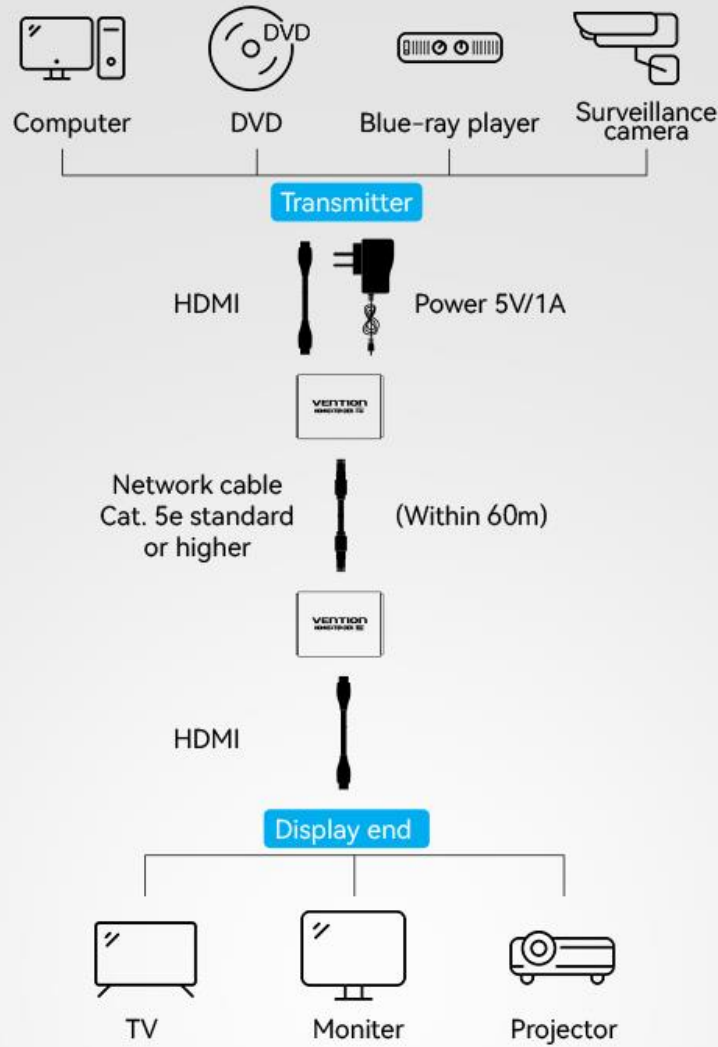 DVD
Computer
DVD
Blue-ray player
Surveillance
camera
Transmitter
HDMI
Power 5V/1A
VENTION
Network cable
Cat. 5e standard
or higher
(Within 60m)
VENTION
HDMI
Display end
TV
Moniter
Projector